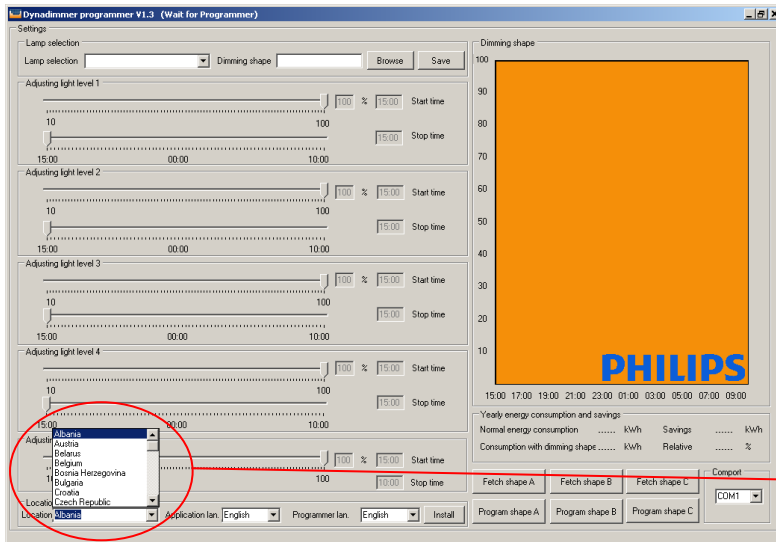 Dynadimmer programmer V1.3 (Wait for Programmer)
Settings
Lamp selection
Lamp selection Dimming shape Browse Save
Adjusting light level 1
100 % 15:00 Start time
10 100
15:00 Stop time
15:00 00:00 10:00
Adjusting light level 2
100 % 15:00 Start time
10 100
15:00 Stop time
15:00 00:00 10:00
Adjusting light level 3
100 % 15:00 Start time
10 100
15:00 Stop time
15:00 00:00 10:00
Adjusting light level 4
100 % 15:00 Start time
10 100
15:00 Stop time
15:00 00:00 10:00
Albania
Austria
Belarus
Belgium
Bosnia Herzegovina
Bulgaria
Croatia
Czech Republic
100 % 15:00 Start time
100
10:00 Stop time
Location Albania Application lan. English Programmer lan. English Install
Dimming shape
100
90
80
70
60
50
40
30
20
10
PHILIPS
15:00 17:00 19:00 21:00 23:00 01:00 03:00 05:00 07:00 09:00
Yearly energy consumption and savings
Normal energy consumption ...... kWh Savings ...... kWh
Consumption with dimming shape ...... kWh Relative ...... %
Fetch shape A Fetch shape B Fetch shape C
Program shape A Program shape B Program shape C
Comport
COM1